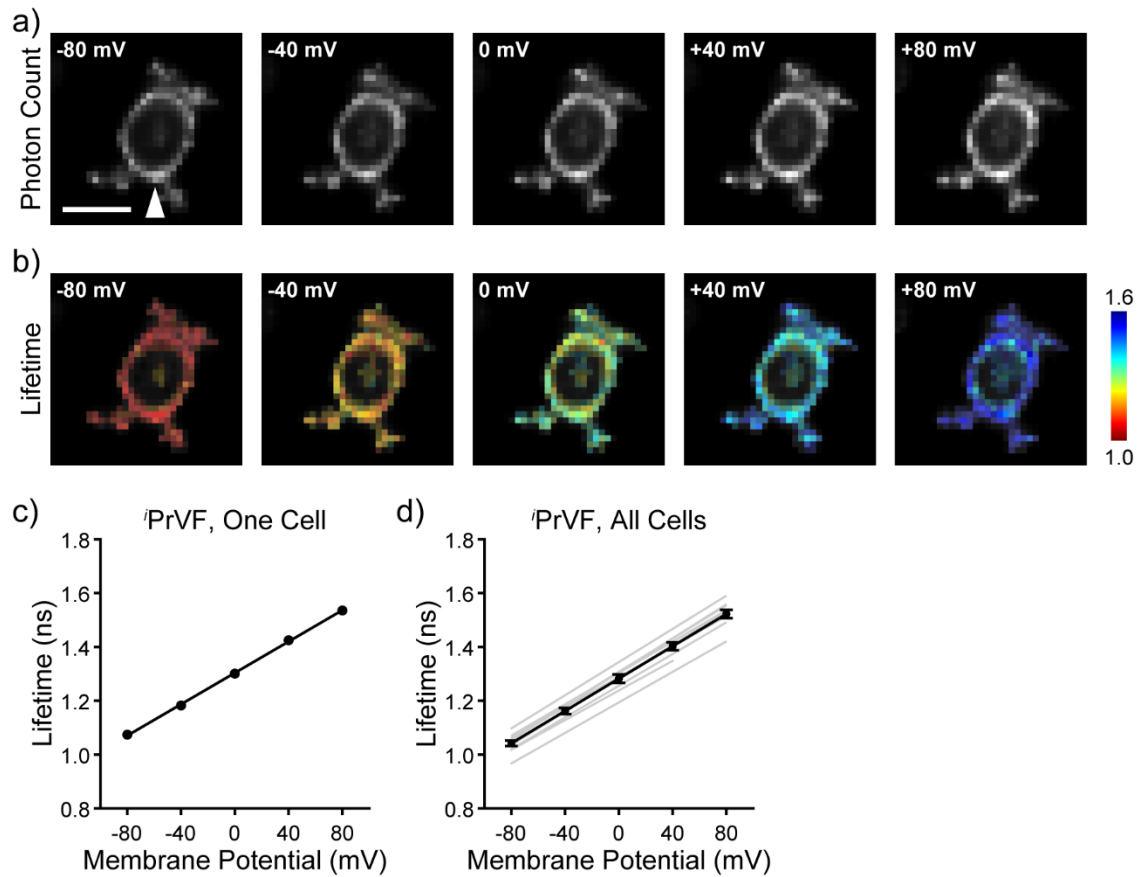 a)
Photon Count
-80 mV
-40 mV
0 mV
+40 mV
+80 mV
b)
Lifetime
-80 mV
-40 mV
0 mV
+40 mV
+80 mV
1.6
1.0
c)
iPrVF, One Cell
Lifetime (ns)
1.8
1.6
1.4
1.2
1.0
0.8
-80 -40 0 40 80
Membrane Potential (mV)
d)
iPrVF, All Cells
Lifetime (ns)
1.8
1.6
1.4
1.2
1.0
0.8
-80 -40 0 40 80
Membrane Potential (mV)